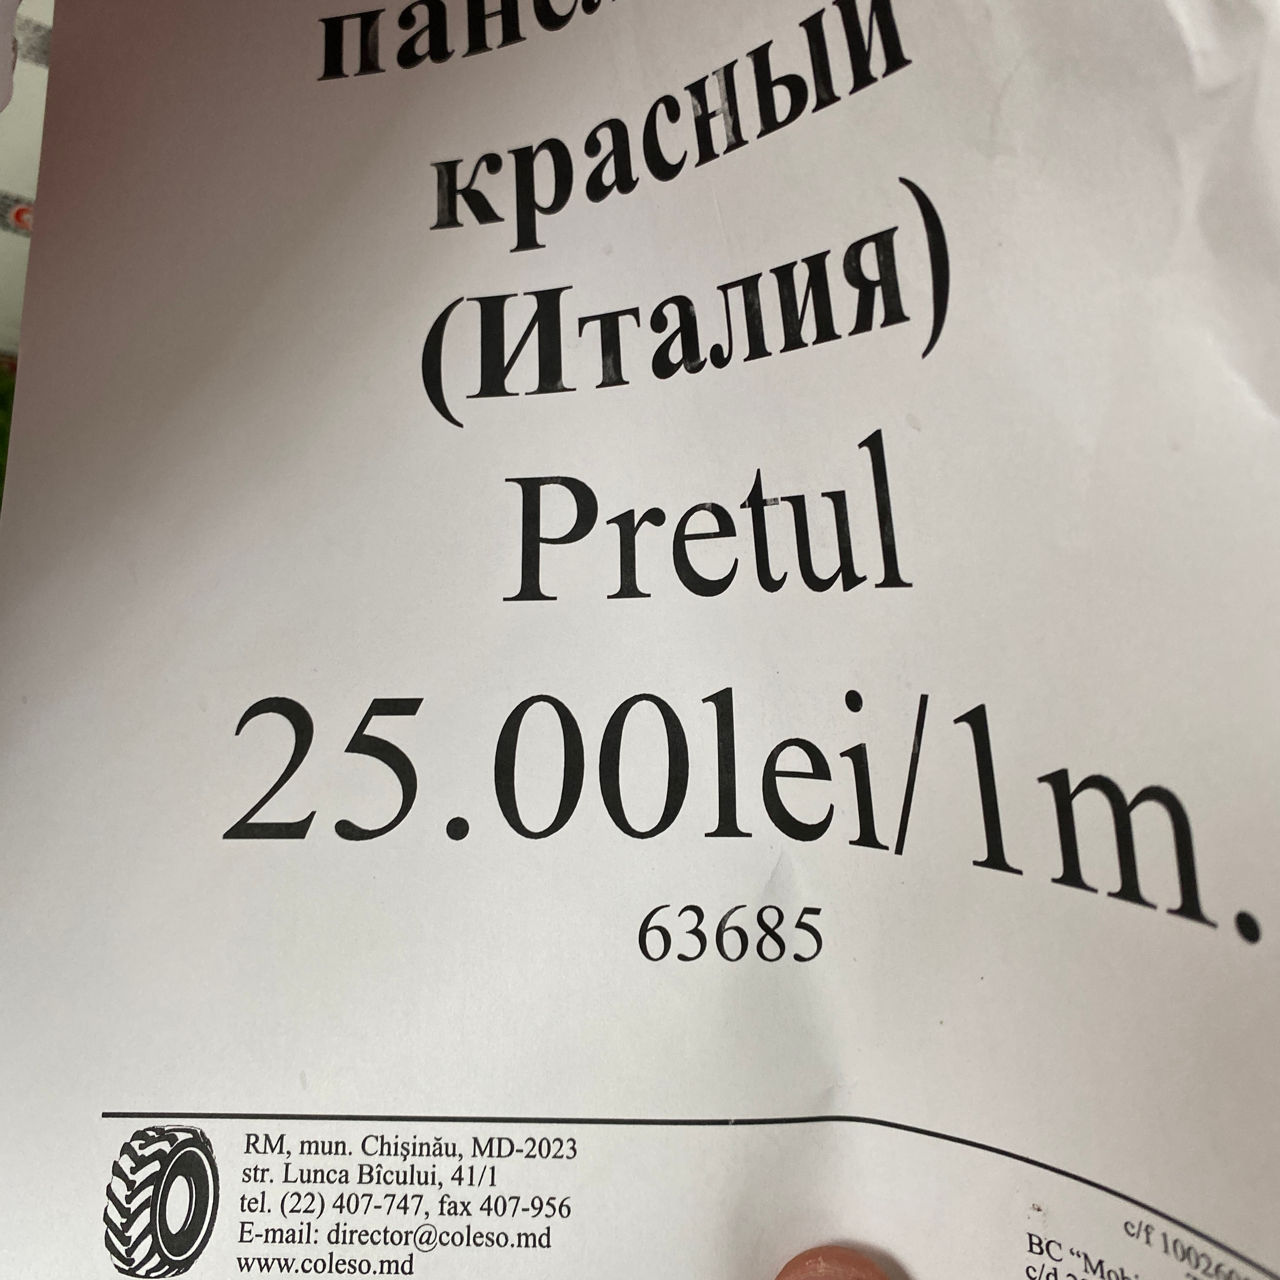 красный
(Италия)
Pretul
25.00lei/1m.
63685
RM, mun. Chişinău, MD-2023
str. Lunca Bîcului, 41/1
tel. (22) 407-747, fax 407-956
E-mail: director@coleso.md
www.coleso.md
c/f
BC
c/d